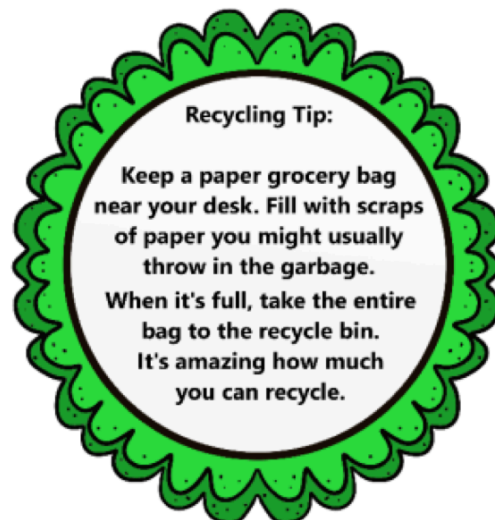 Recycling Tip:
Keep a paper grocery bag
near your desk. Fill with scraps
of paper you might usually
throw in the garbage.
When it's full, take the entire
bag to the recycle bin.
It's amazing how much
you can recycle.